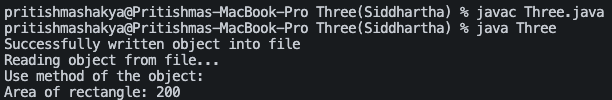 pritishmashakya@Pritishmas-MacBook-Pro Three(Siddhartha) % javac Three.java
pritishmashakya@Pritishmas-MacBook-Pro Three(Siddhartha) % java Three
Successfully written object into file
Reading object from file...
Use method of the object:
Area of rectangle: 200